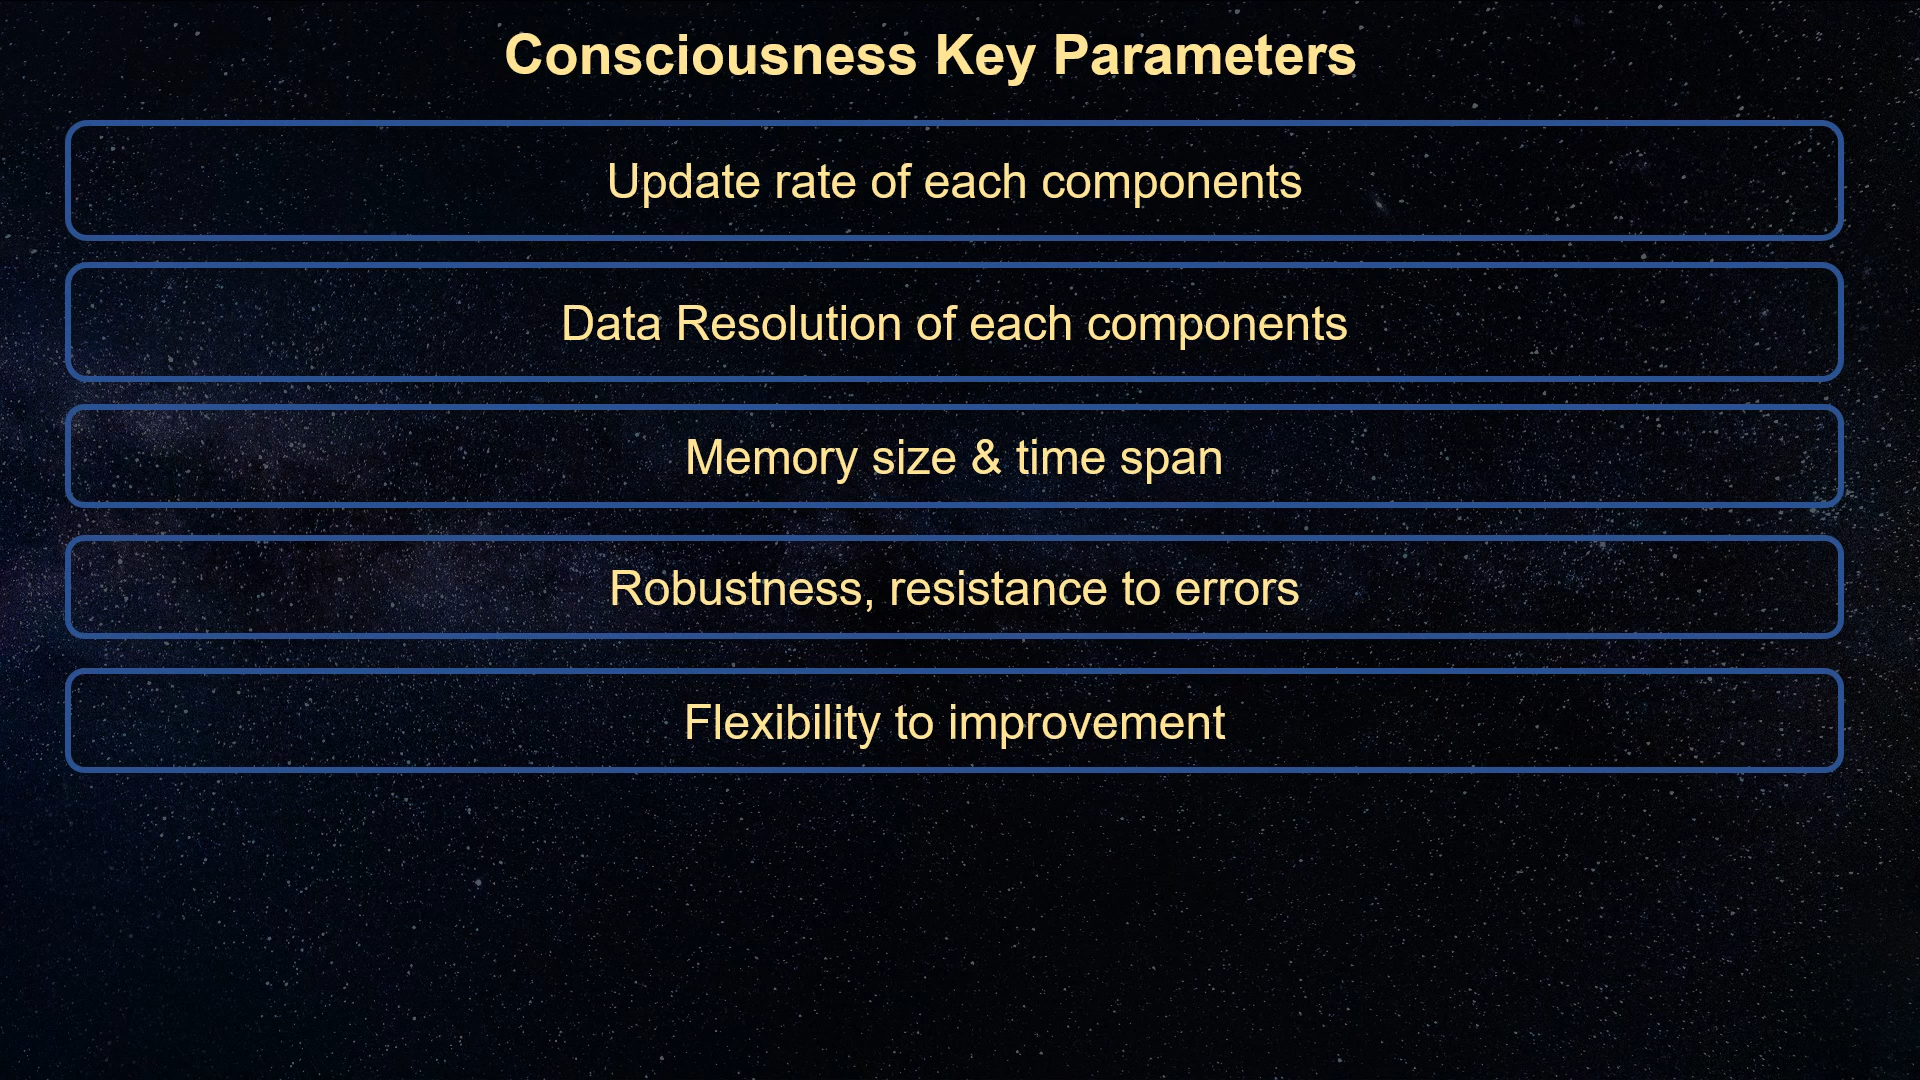 Consciousness Key Parameters
Update rate of each components
Data Resolution of each components
Memory size & time span
Robustness, resistance to errors
Flexibility to improvement